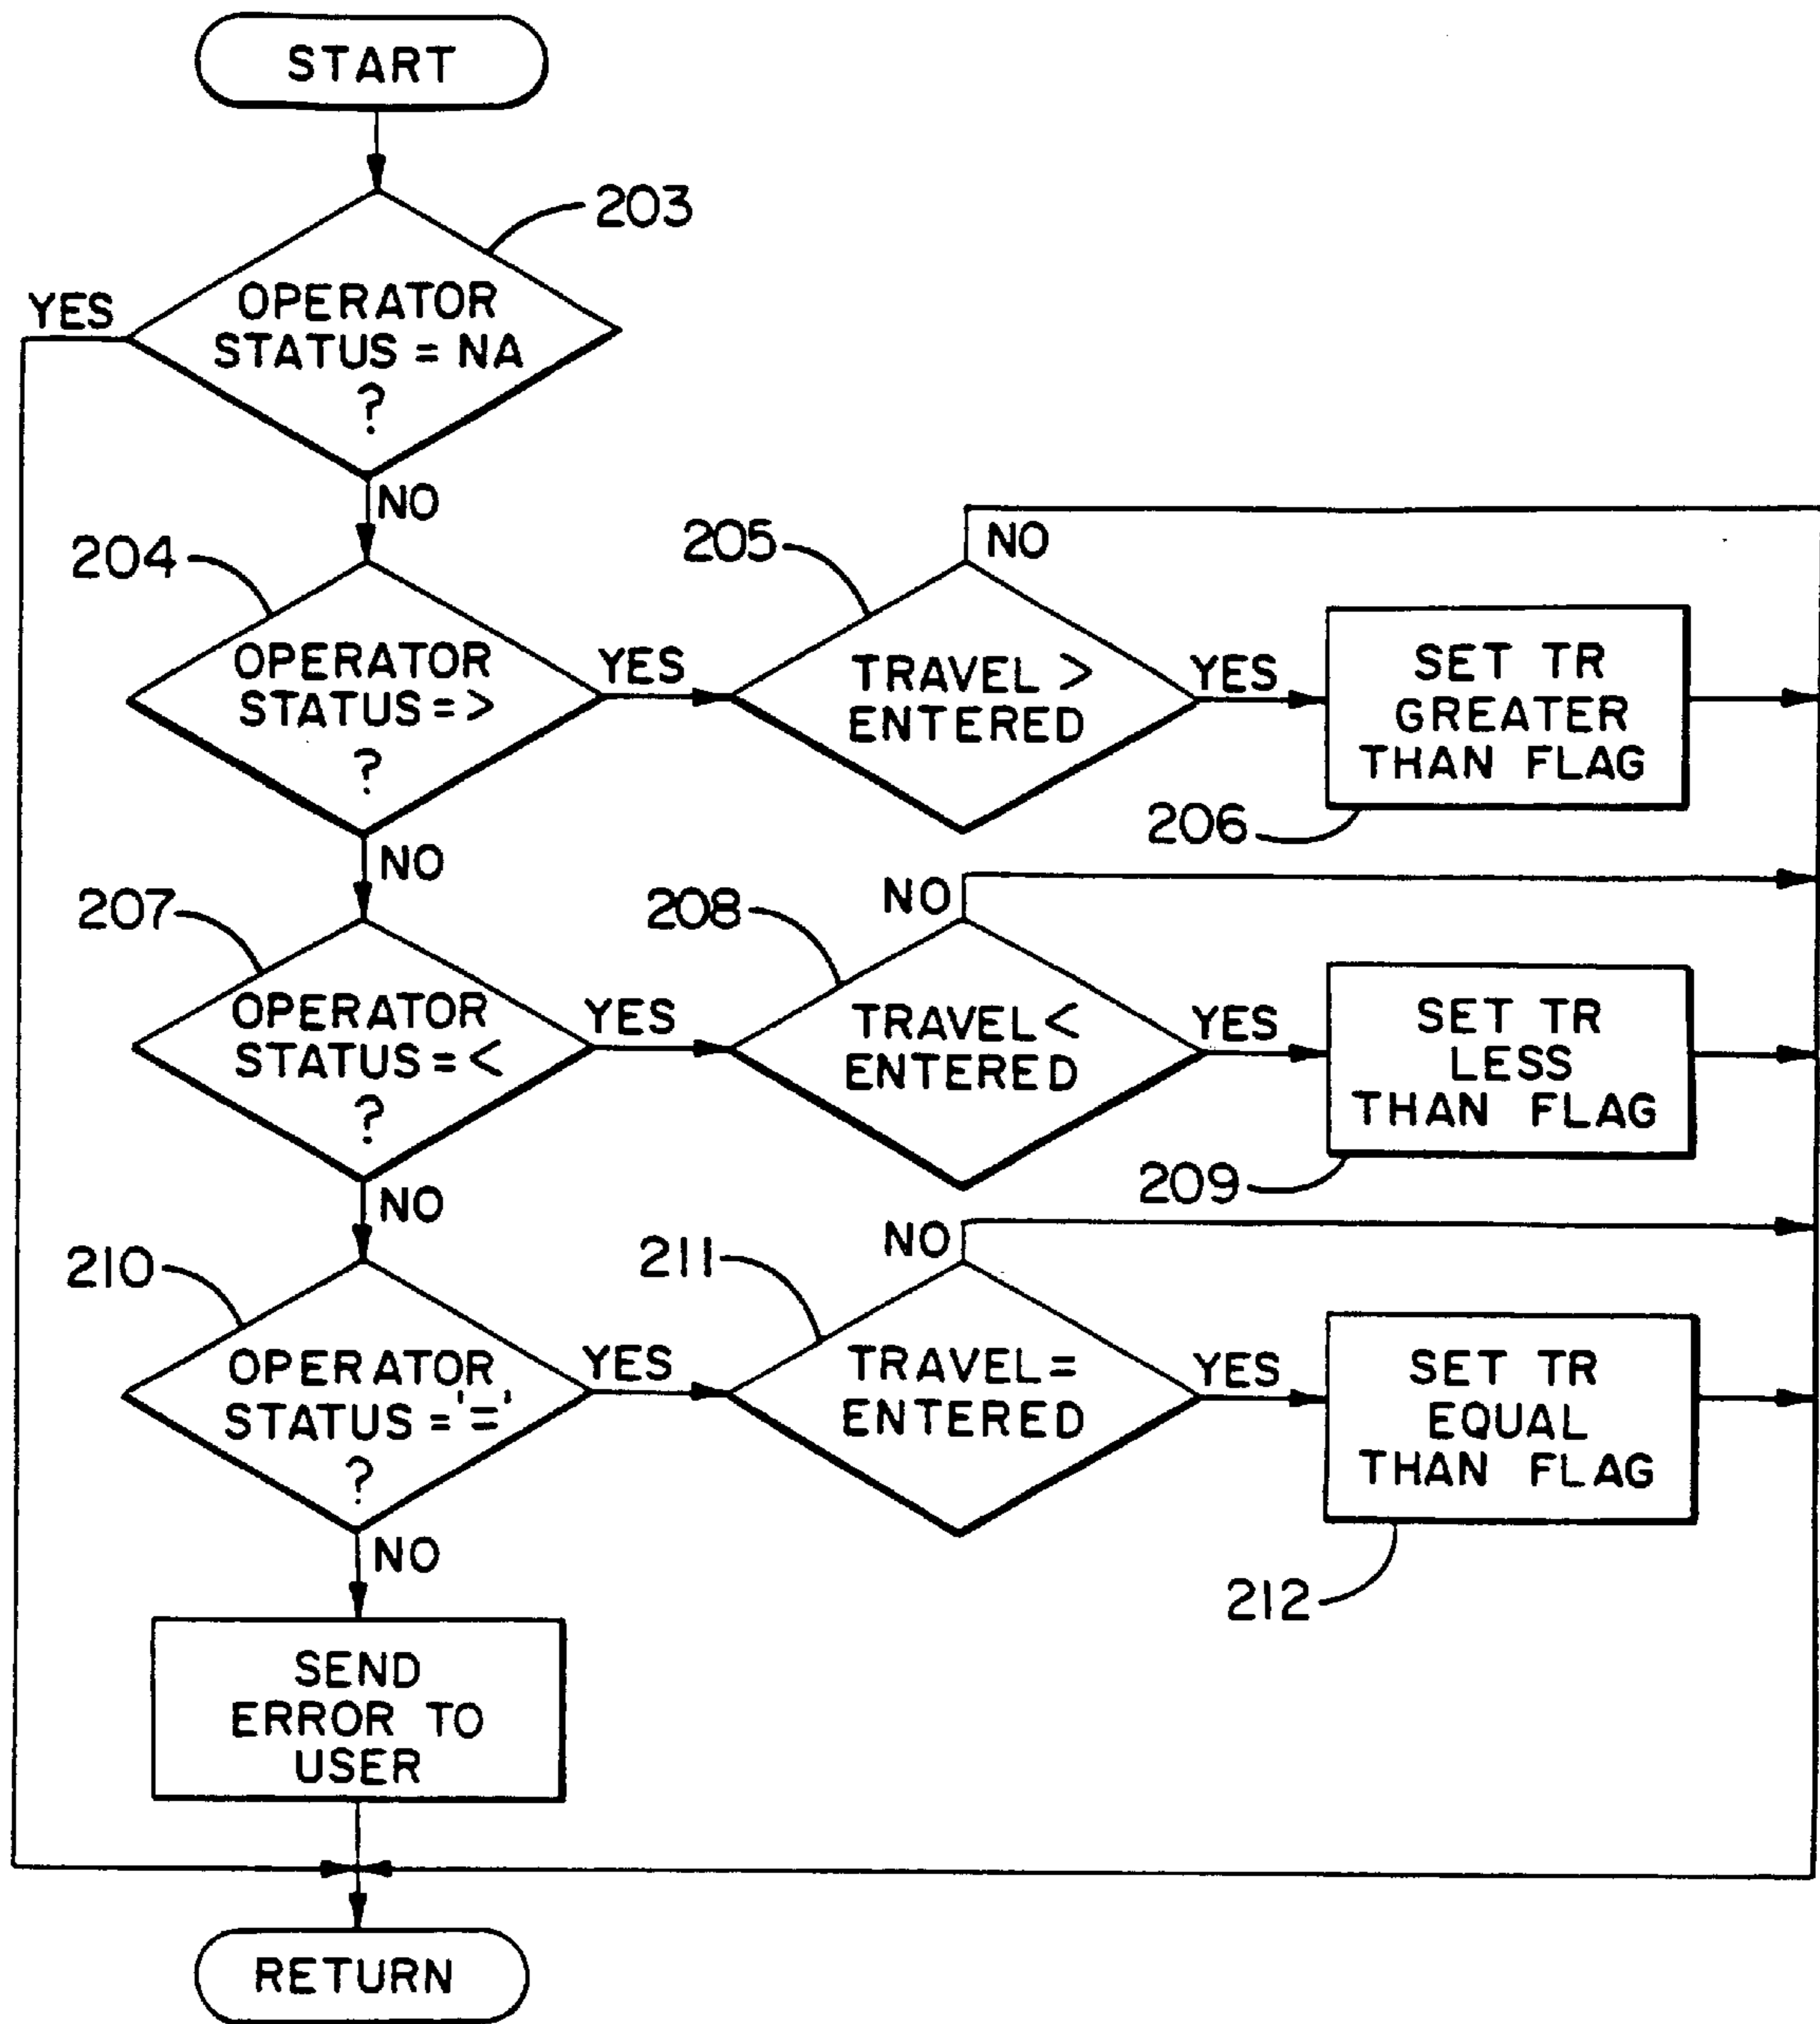 START
203
YES
OPERATOR
STATUS = NA
?
NO
204
205
NO
OPERATOR
STATUS = >
?
YES
TRAVEL >
ENTERED
YES
SET TR
GREATER
THAN FLAG
206
NO
207
208
NO
OPERATOR
STATUS = <
?
YES
TRAVEL <
ENTERED
YES
SET TR
LESS
THAN FLAG
209
NO
210
211
NO
OPERATOR
STATUS = '='
?
YES
TRAVEL =
ENTERED
YES
SET TR
EQUAL
THAN FLAG
212
NO
SEND
ERROR TO
USER
RETURN